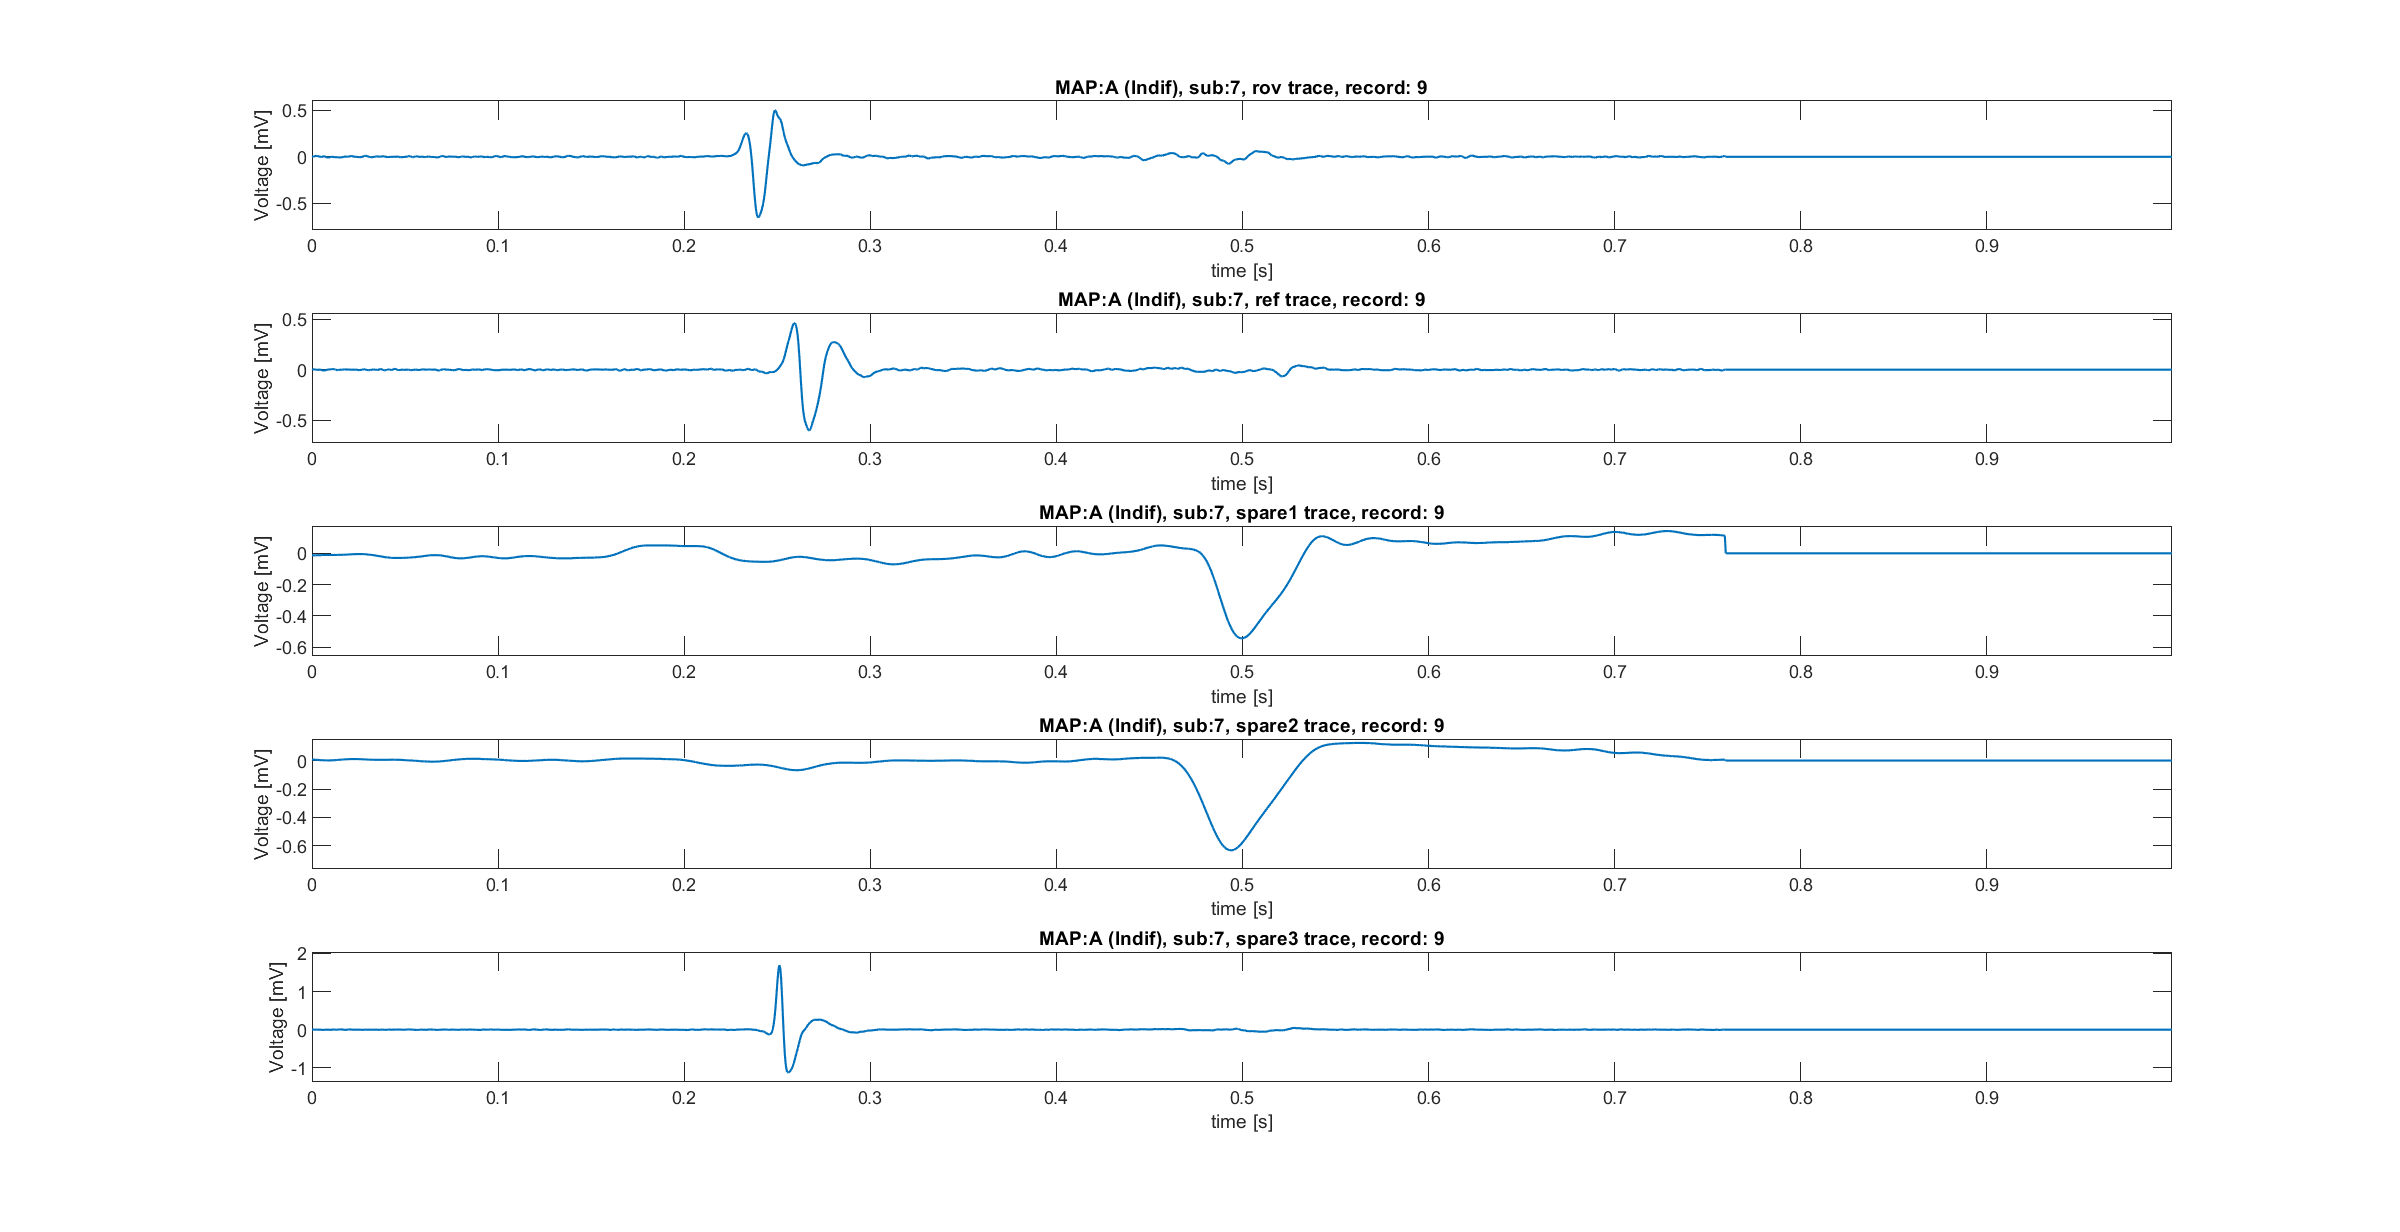 MAP:A (Indif), sub:7, rov trace, record: 9
Voltage [mV]
0.5
0
-0.5
0 0.1 0.2 0.3 0.4 0.5 0.6 0.7 0.8 0.9
time [s]
MAP:A (Indif), sub:7, ref trace, record: 9
Voltage [mV]
0.5
0
-0.5
0 0.1 0.2 0.3 0.4 0.5 0.6 0.7 0.8 0.9
time [s]
MAP:A (Indif), sub:7, spare1 trace, record: 9
Voltage [mV]
0
-0.2
-0.4
-0.6
0 0.1 0.2 0.3 0.4 0.5 0.6 0.7 0.8 0.9
time [s]
MAP:A (Indif), sub:7, spare2 trace, record: 9
Voltage [mV]
0
-0.2
-0.4
-0.6
0 0.1 0.2 0.3 0.4 0.5 0.6 0.7 0.8 0.9
time [s]
MAP:A (Indif), sub:7, spare3 trace, record: 9
Voltage [mV]
2
1
0
-1
0 0.1 0.2 0.3 0.4 0.5 0.6 0.7 0.8 0.9
time [s]